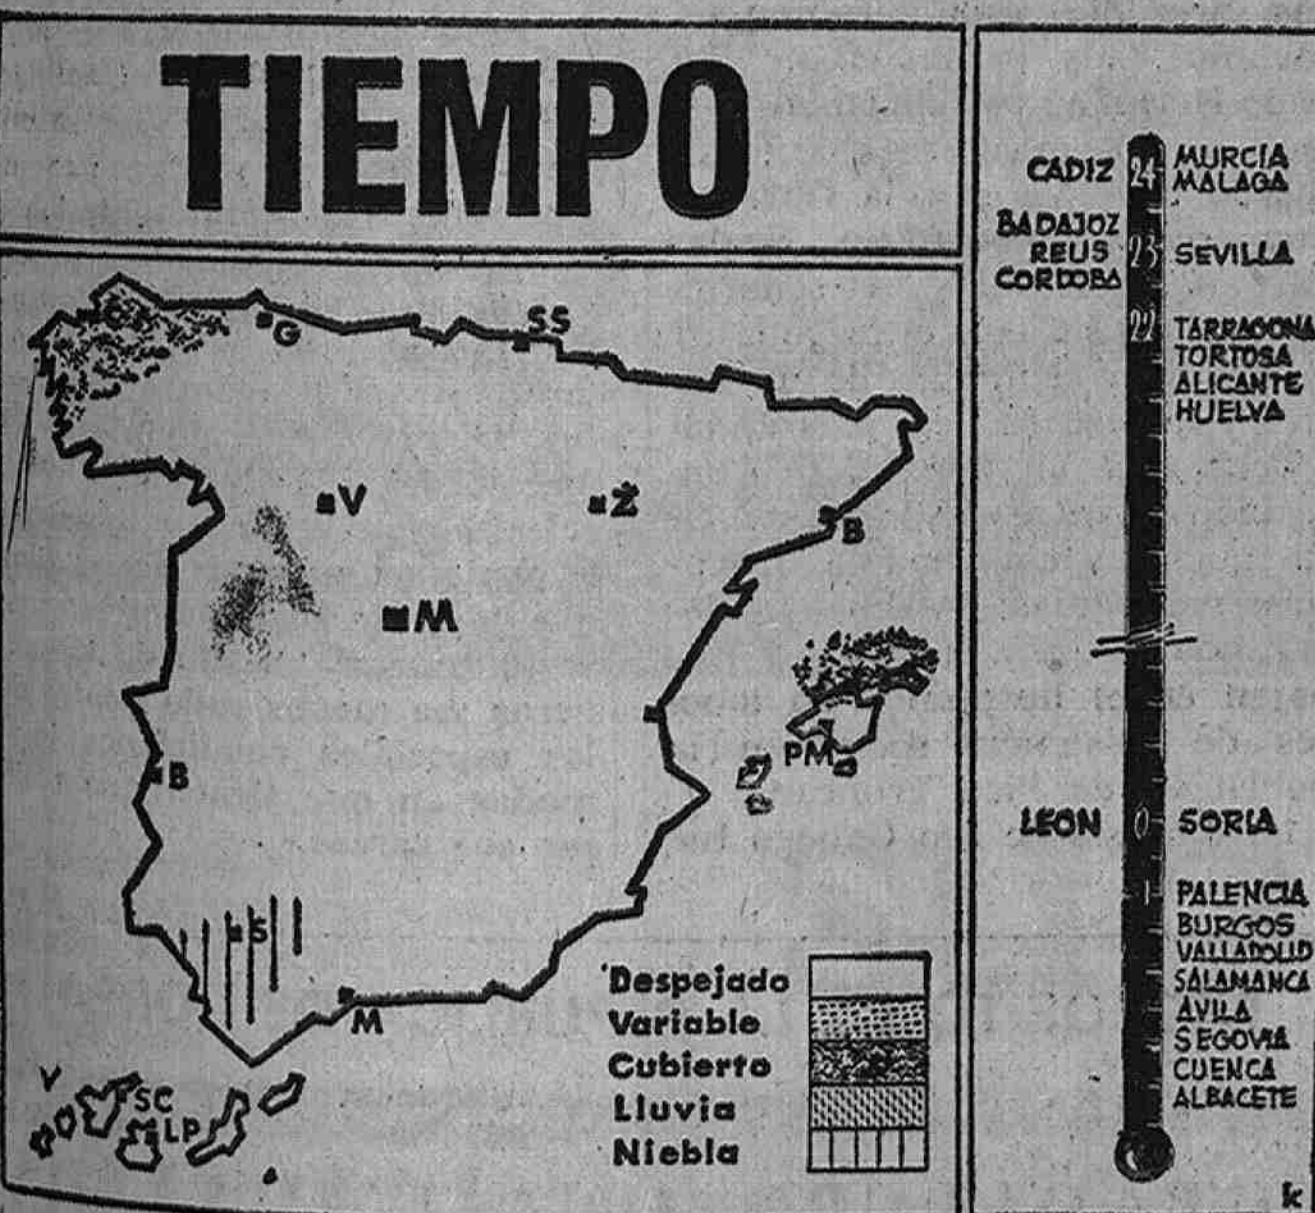 TIEMPO
G
SS
V
Z
B
M
PM
B
S
M
V
SC
LP
Despejado
Variable
Cubierto
Lluvia
Niebla
CADIZ 24 MURCIA
MALAGA
BADAJOZ
REUS 23 SEVILLA
CORDOBA
22 TARRAGONA
TORTOSA
ALICANTE
HUELVA
LEON 0 SORIA
1 PALENCIA
BURGOS
VALLADOLID
SALAMANCA
AVILA
SEGOVIA
CUENCA
ALBACETE
k